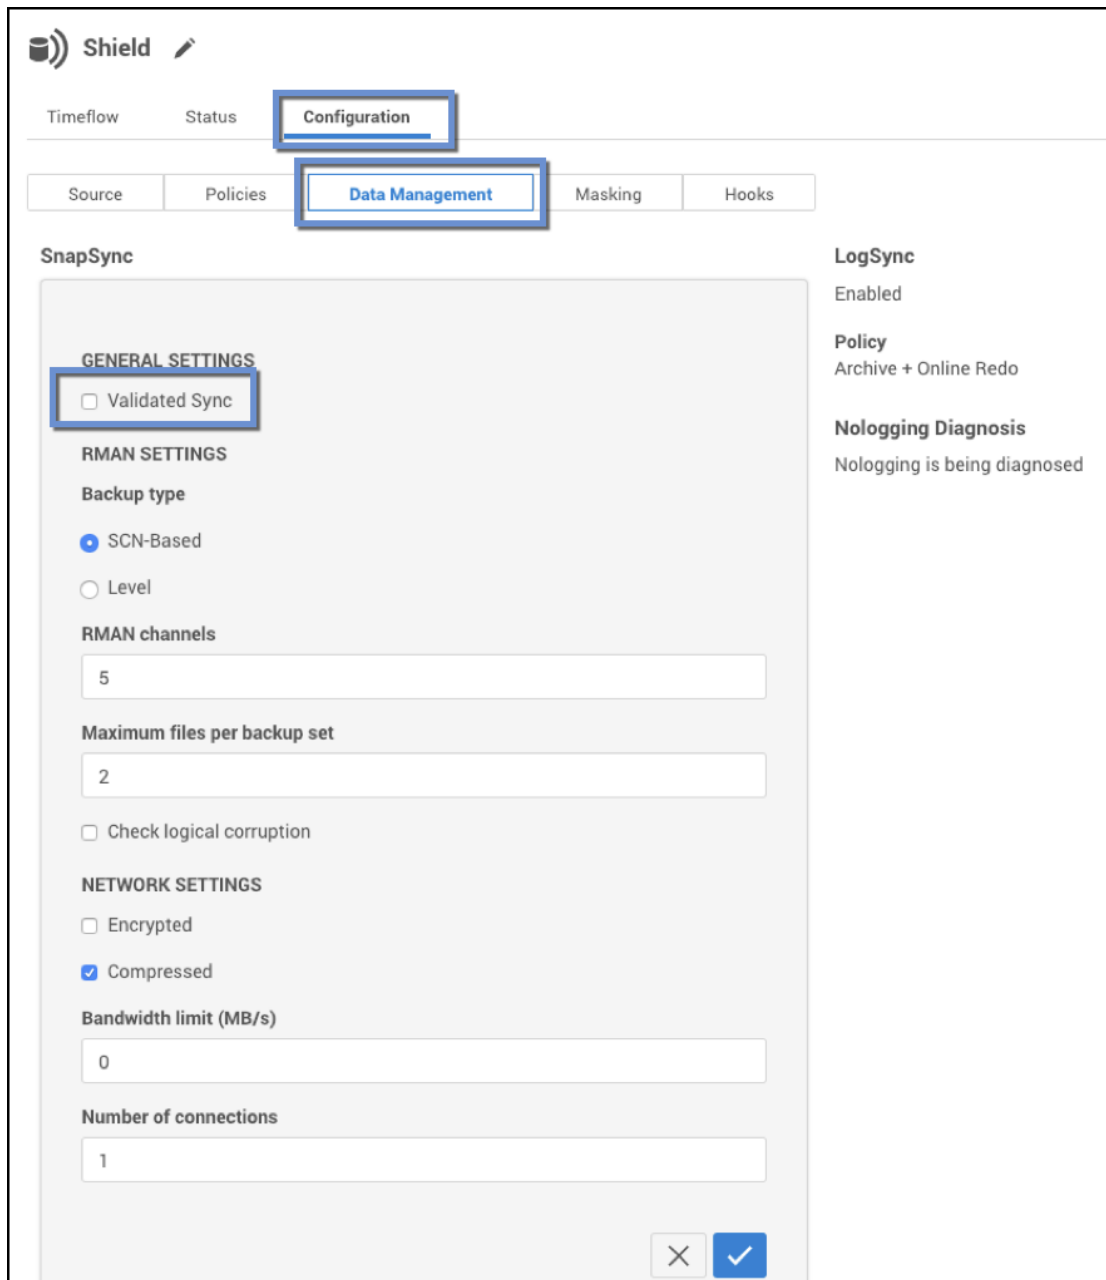 Shield
Timeflow Status Configuration
Source Policies Data Management Masking Hooks
SnapSync
GENERAL SETTINGS
Validated Sync
RMAN SETTINGS
Backup type
SCN-Based
Level
RMAN channels
5
Maximum files per backup set
2
Check logical corruption
NETWORK SETTINGS
Encrypted
Compressed
Bandwidth limit (MB/s)
0
Number of connections
1
LogSync
Enabled
Policy
Archive + Online Redo
Nologging Diagnosis
Nologging is being diagnosed